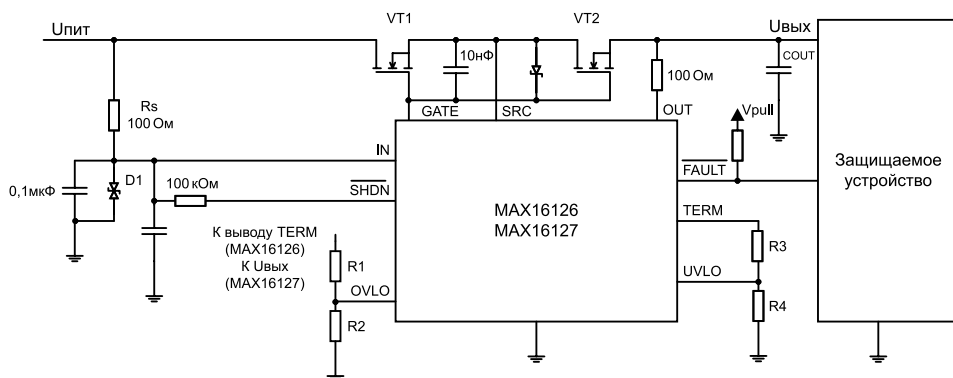 Uпит
VT1
VT2
Uвых
10нФ
100 Ом
COUT
Rs
100 Ом
GATE
SRC
OUT
Vpull
IN
0,1мкФ
D1
100 кОм
SHDN
FAULT
Защищаемое
устройство
MAX16126
MAX16127
TERM
К выводу TERM
(MAX16126)
К Uвых
(MAX16127)
R1
R3
OVLO
UVLO
R2
R4